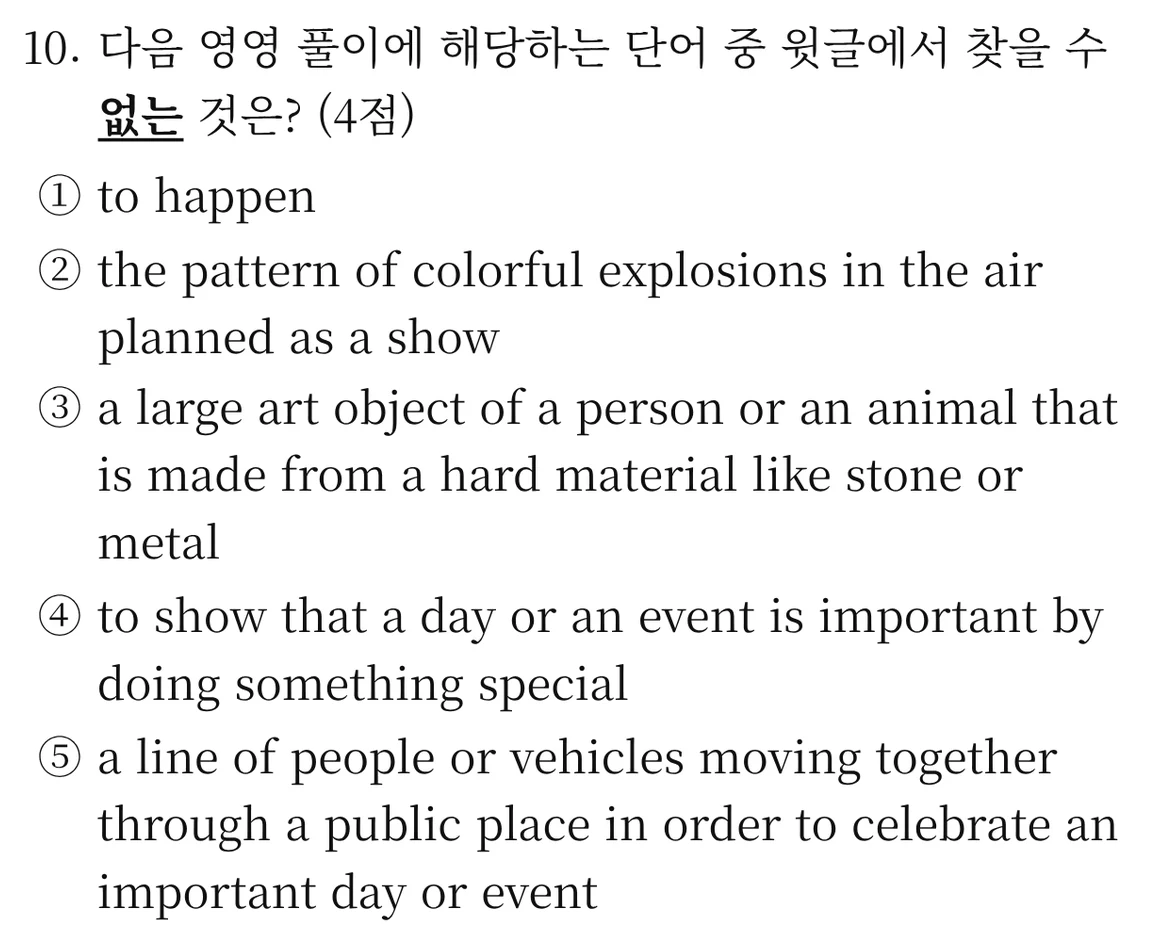 10. 다음 영영 풀이에 해당하는 단어 중 윗글에서 찾을 수
없는 것은? (4점)
① to happen
② the pattern of colorful explosions in the air
planned as a show
③ a large art object of a person or an animal that
is made from a hard material like stone or
metal
④ to show that a day or an event is important by
doing something special
⑤ a line of people or vehicles moving together
through a public place in order to celebrate an
important day or event